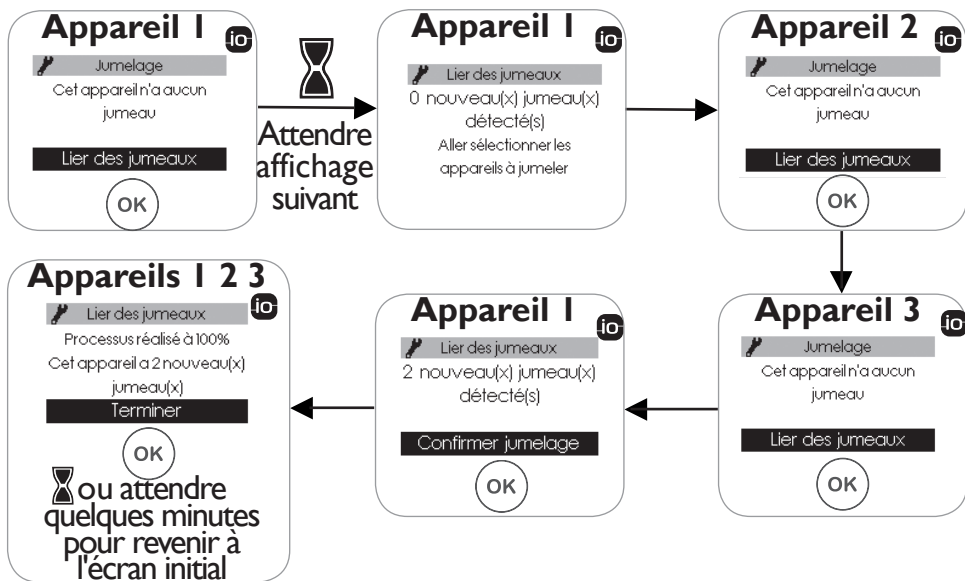 Appareil 1
io
Jumelage
Cet appareil n'a aucun
jumeau
Lier des jumeaux
OK
Attendre
affichage
suivant
Appareil 1
io
Lier des jumeaux
0 nouveau(x) jumeau(x)
détecté(s)
Aller sélectionner les
appareils à jumeler
Appareil 2
io
Jumelage
Cet appareil n'a aucun
jumeau
Lier des jumeaux
OK
Appareil 3
io
Jumelage
Cet appareil n'a aucun
jumeau
Lier des jumeaux
OK
Appareil 1
io
Lier des jumeaux
2 nouveau(x) jumeau(x)
détecté(s)
Confirmer jumelage
OK
Appareils 1 2 3
io
Lier des jumeaux
Processus réalisé à 100%
Cet appareil a 2 nouveau(x)
jumeau(x)
Terminer
OK
ou attendre
quelques minutes
pour revenir à
l'écran initial